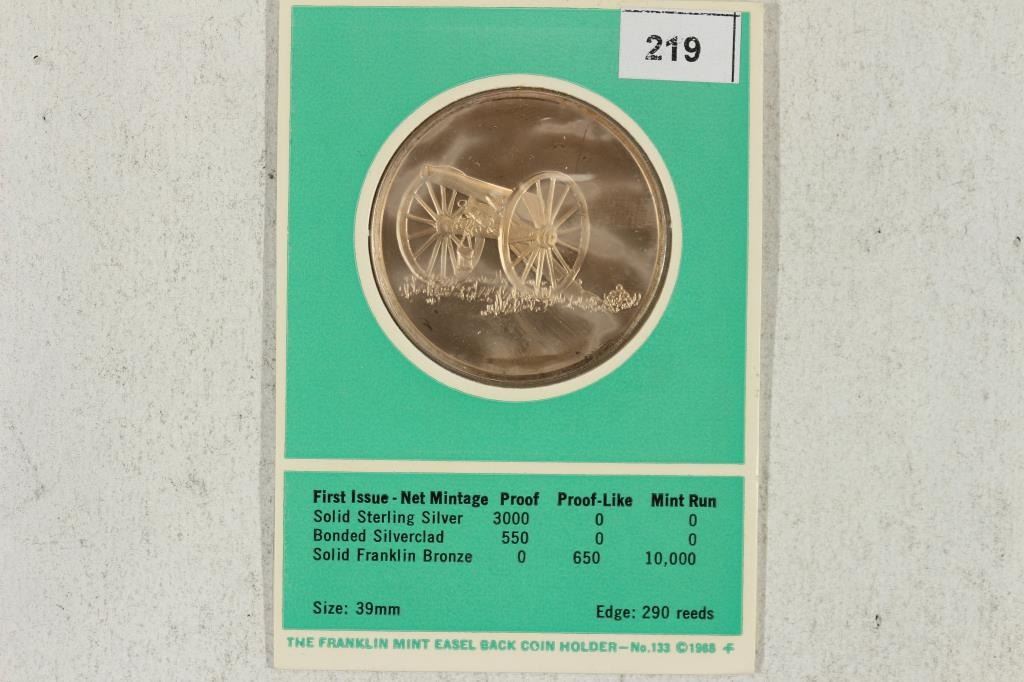 219
First Issue - Net Mintage Proof Proof-Like Mint Run
Solid Sterling Silver 3000 0 0
Bonded Silverclad 550 0 0
Solid Franklin Bronze 0 650 10,000
Size: 39mm Edge: 290 reeds
THE FRANKLIN MINT EASEL BACK COIN HOLDER—No.133 ©1968